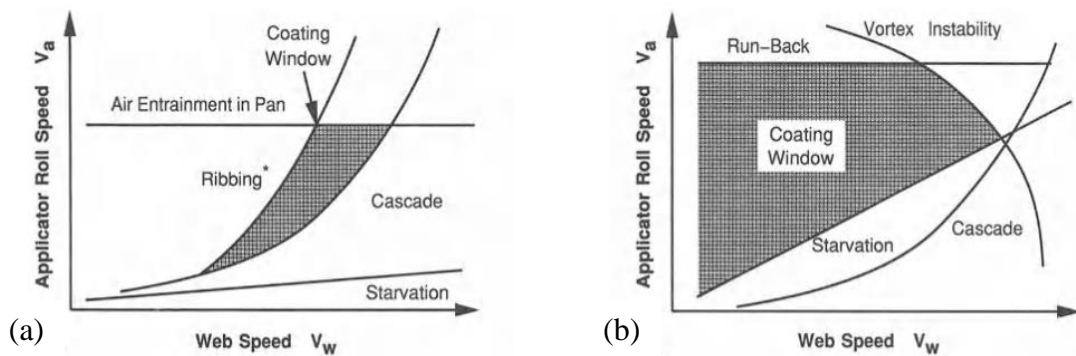 Applicator Roll Speed Va
Coating
Window
Air Entrainment in Pan
Ribbing*
Cascade
Starvation
Web Speed Vw
(a)
Applicator Roll Speed Va
Vortex Instability
Run-Back
Coating
Window
Starvation
Cascade
Web Speed Vw
(b)